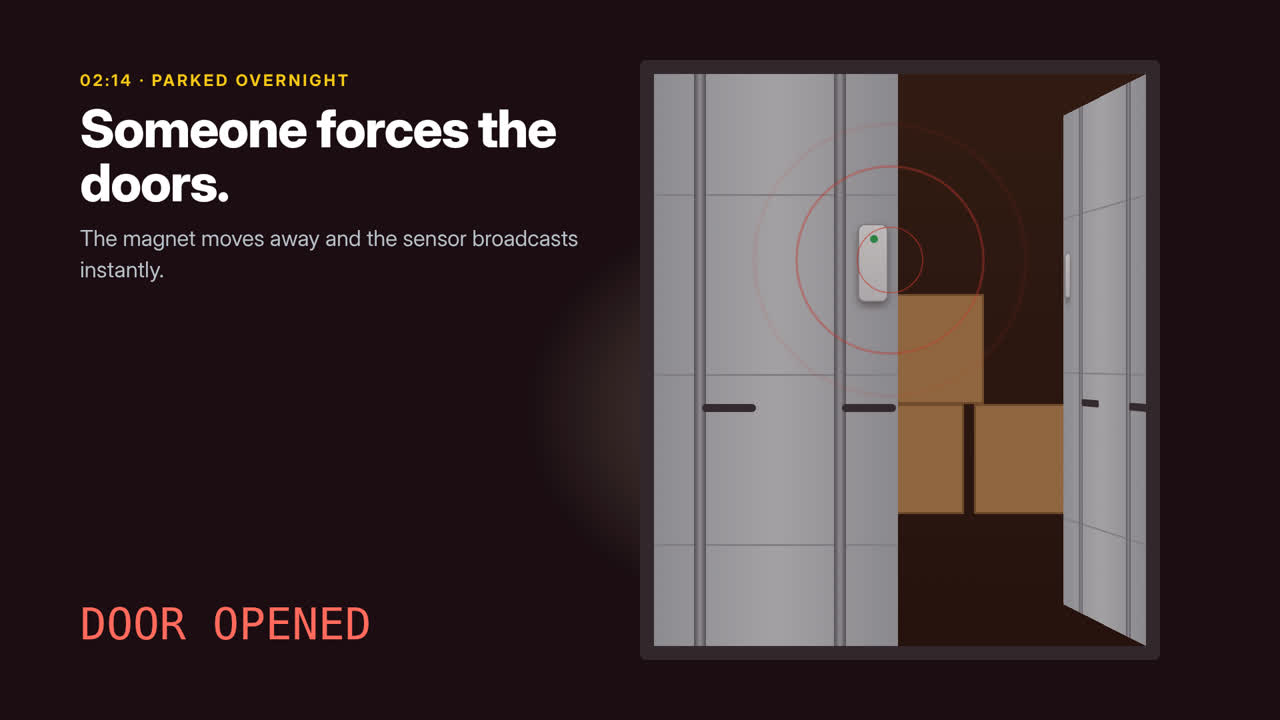 02:14 · PARKED OVERNIGHT
Someone forces the
doors.
The magnet moves away and the sensor broadcasts
instantly.
DOOR OPENED